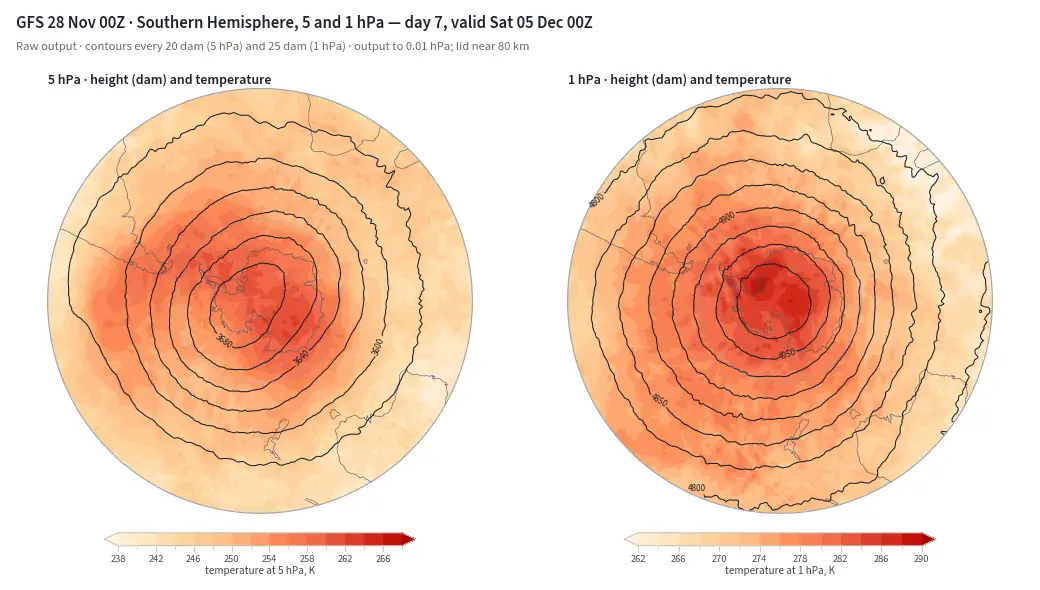 GFS 28 Nov 00Z · Southern Hemisphere, 5 and 1 hPa — day 7, valid Sat 05 Dec 00Z
Raw output · contours every 20 dam (5 hPa) and 25 dam (1 hPa) · output to 0.01 hPa; lid near 80 km
5 hPa · height (dam) and temperature
1 hPa · height (dam) and temperature
3680
3640
3600
4800
4900
4950
4850
4800
238 242 246 250 254 258 262 266
temperature at 5 hPa, K
262 266 270 274 278 282 286 290
temperature at 1 hPa, K